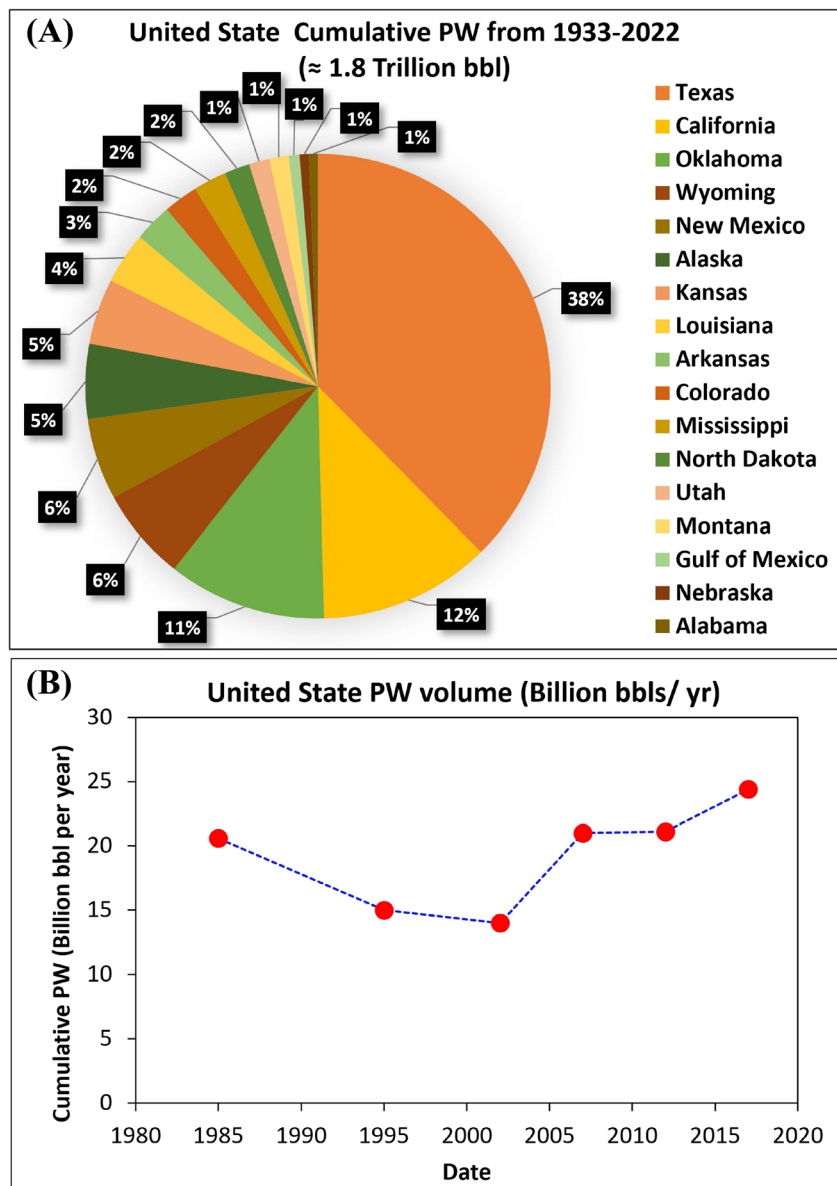 (A)
United State Cumulative PW from 1933-2022
(≈ 1.8 Trillion bbl)
1%
1%
1%
1%
1%
2%
2%
2%
3%
4%
5%
5%
6%
6%
11%
12%
38%
Texas
California
Oklahoma
Wyoming
New Mexico
Alaska
Kansas
Louisiana
Arkansas
Colorado
Mississippi
North Dakota
Utah
Montana
Gulf of Mexico
Nebraska
Alabama
(B)
United State PW volume (Billion bbls/ yr)
Cumulative PW (Billion bbl per year)
30
25
20
15
10
5
0
1980
1985
1990
1995
2000
2005
2010
2015
2020
Date